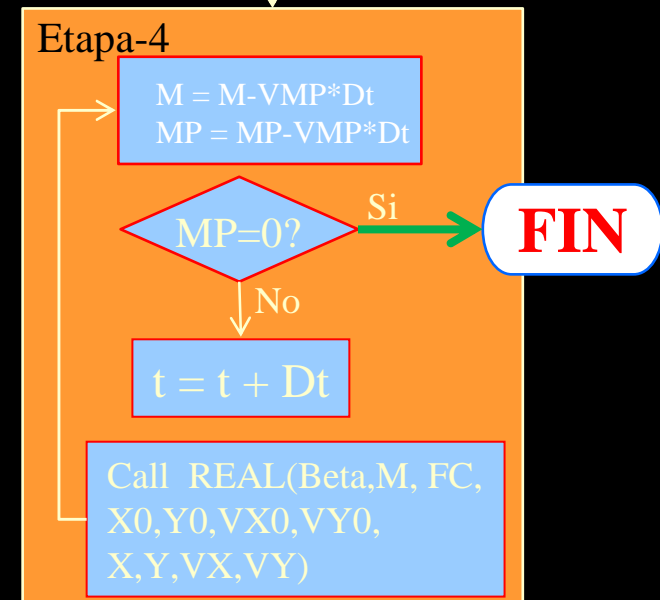 Etapa-4
M = M-VMP*Dt
MP = MP-VMP*Dt
MP=0?
Si
FIN
No
t = t + Dt
Call REAL(Beta,M, FC,
X0,Y0,VX0,VY0,
X,Y,VX,VY)